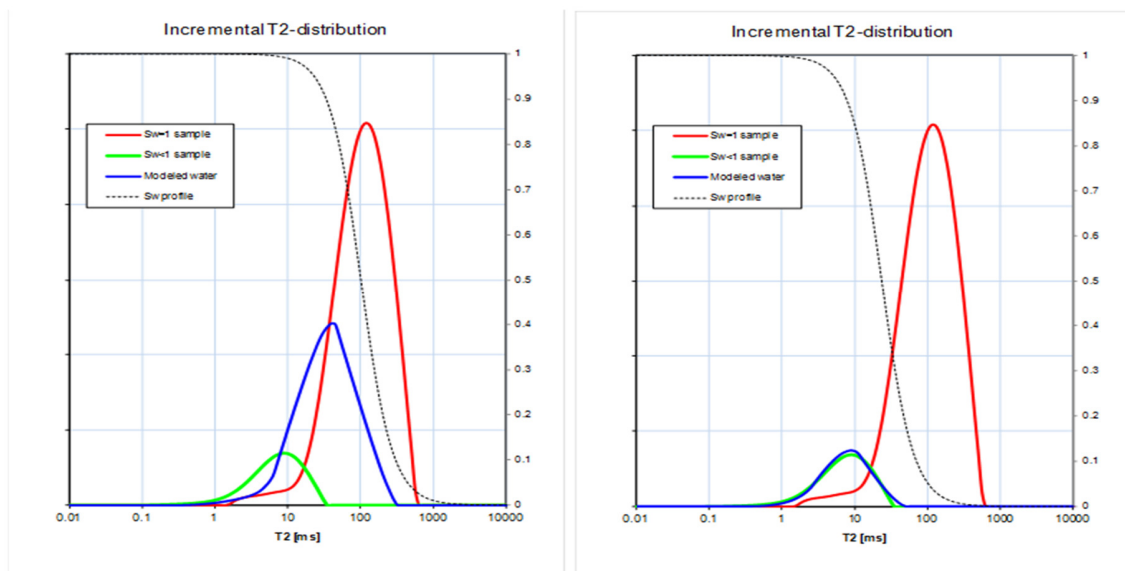 Incremental T2-distribution
1
0.9
0.8
0.7
0.6
0.5
0.4
0.3
0.2
0.1
0
Sw=1 sample
Sw<1 sample
Modeled water
Sw profile
0.01 0.1 1 10 100 1000 10000
T2 [ms]
Incremental T2-distribution
1
0.9
0.8
0.7
0.6
0.5
0.4
0.3
0.2
0.1
0
Sw=1 sample
Sw<1 sample
Modeled water
Sw profile
0.01 0.1 1 10 100 1000 10000
T2 [ms]